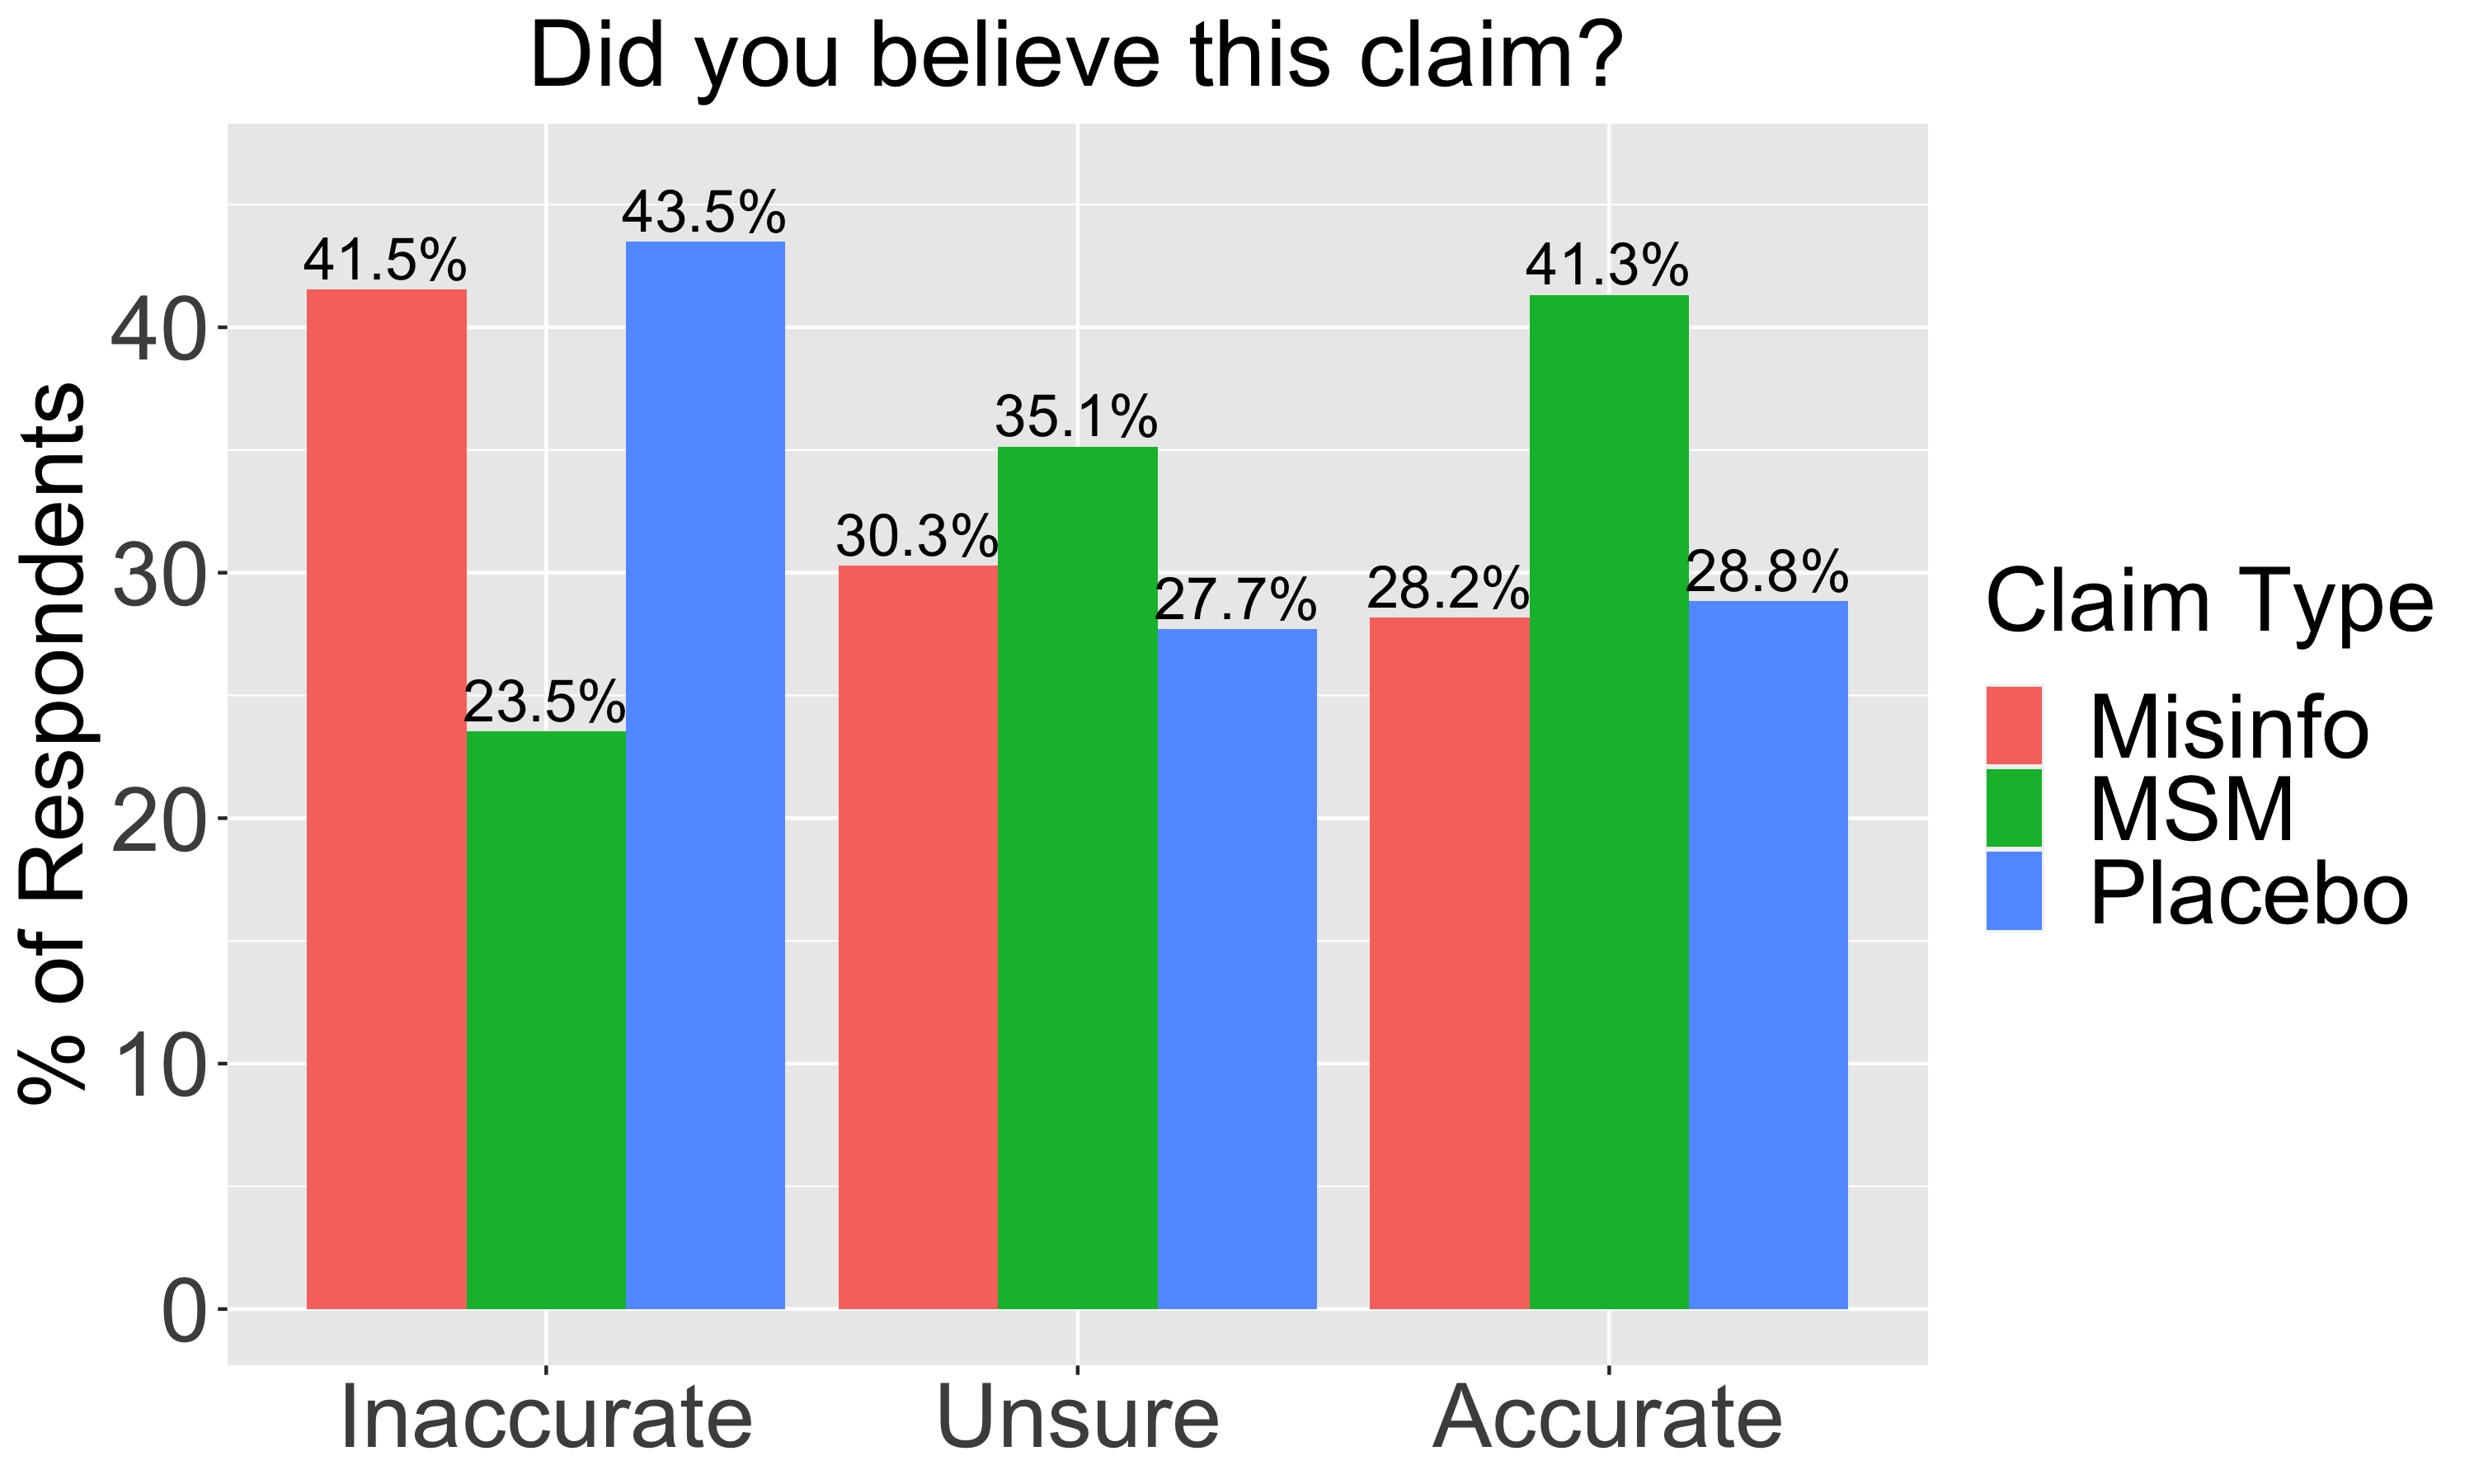 Did you believe this claim?
% of Respondents
40
30
20
10
0
41.5%
23.5%
43.5%
30.3%
35.1%
27.7%
28.2%
41.3%
28.8%
Inaccurate
Unsure
Accurate
Claim Type
Misinfo
MSM
Placebo